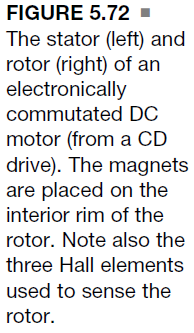 FIGURE 5.72 ■
The stator (left) and
rotor (right) of an
electronically
commutated DC
motor (from a CD
drive). The magnets
are placed on the
interior rim of the
rotor. Note also the
three Hall elements
used to sense the
rotor.